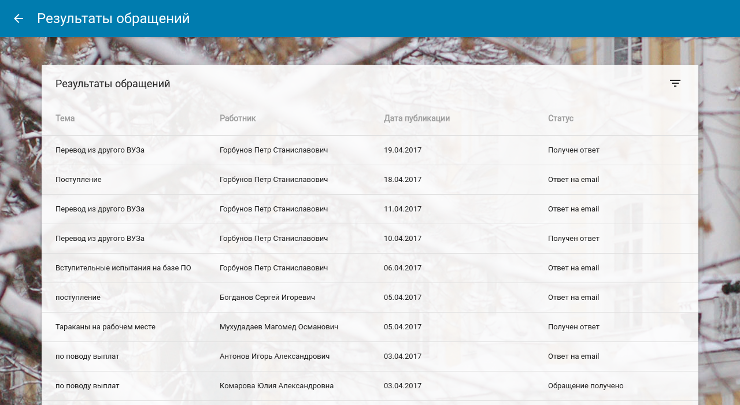 Результаты обращений
Результаты обращений
Тема Работник Дата публикации Статус
Перевод из другого ВУЗа Горбунов Петр Станиславович 19.04.2017 Получен ответ
Поступление Горбунов Петр Станиславович 18.04.2017 Ответ на email
Перевод из другого ВУЗа Горбунов Петр Станиславович 11.04.2017 Ответ на email
Перевод из другого ВУЗа Горбунов Петр Станиславович 10.04.2017 Получен ответ
Вступительные испытания на базе ПО Горбунов Петр Станиславович 06.04.2017 Ответ на email
поступление Богданов Сергей Игоревич 05.04.2017 Ответ на email
Тараканы на рабочем месте Мухудадаев Магомед Османович 05.04.2017 Получен ответ
по поводу выплат Антонов Игорь Александрович 03.04.2017 Ответ на email
по поводу выплат Комарова Юлия Александровна 03.04.2017 Обращение получено